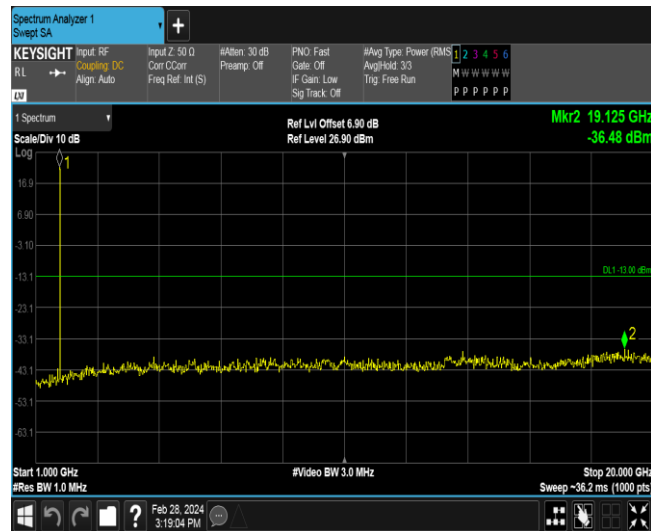 Spectrum Analyzer 1
Swept SA
KEYSIGHT
RL
LXI
Input: RF
Coupling: DC
Align: Auto
Input Z: 50 Ω
Corr CCorr
Freq Ref: Int (S)
#Atten: 30 dB
Preamp: Off
PNO: Fast
Gate: Off
IF Gain: Low
Sig Track: Off
#Avg Type: Power (RMS
Avg|Hold: 3/3
Trig: Free Run
1 2 3 4 5 6
M W W W W W
P P P P P P
1 Spectrum
Scale/Div 10 dB
Log
Ref Lvl Offset 6.90 dB
Ref Level 26.90 dBm
Mkr2 19.125 GHz
-36.48 dBm
1
16.9
6.90
-3.10
-13.1
DL1 -13.00 dBm
-23.1
-33.1
2
-43.1
-53.1
-63.1
Start 1.000 GHz
#Res BW 1.0 MHz
#Video BW 3.0 MHz
Stop 20.000 GHz
Sweep ~36.2 ms (1000 pts)
?
Feb 28, 2024
3:19:04 PM